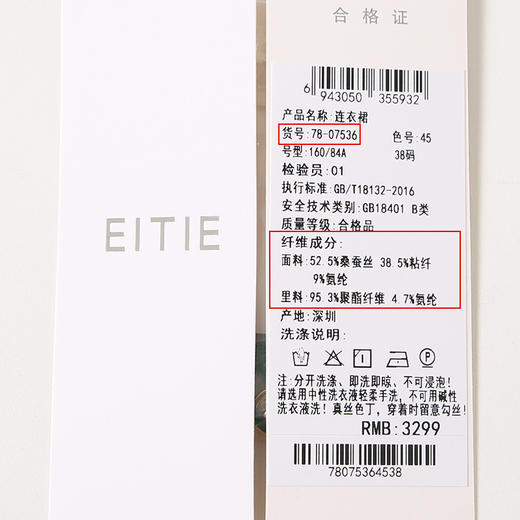 EITIE
合格证
6 943050 355932
产品名称:连衣裙
货号:78-07536 色号:45
号型:160/84A 38码
检验员:01
执行标准:GB/T18132-2016
安全技术类别:GB18401 B类
质量等级:合格品
纤维成分:
面料:52.5%桑蚕丝 38.5%粘纤
9%氨纶
里料:95.3%聚酯纤维 4.7%氨纶
产地:深圳
洗涤说明:
注:分开洗涤、即洗即晾、不可浸泡!
请选用中性洗衣液轻柔手洗,不可用碱性
洗衣液洗!真丝色丁,穿着时留意勾丝!
RMB:3299
78075364538